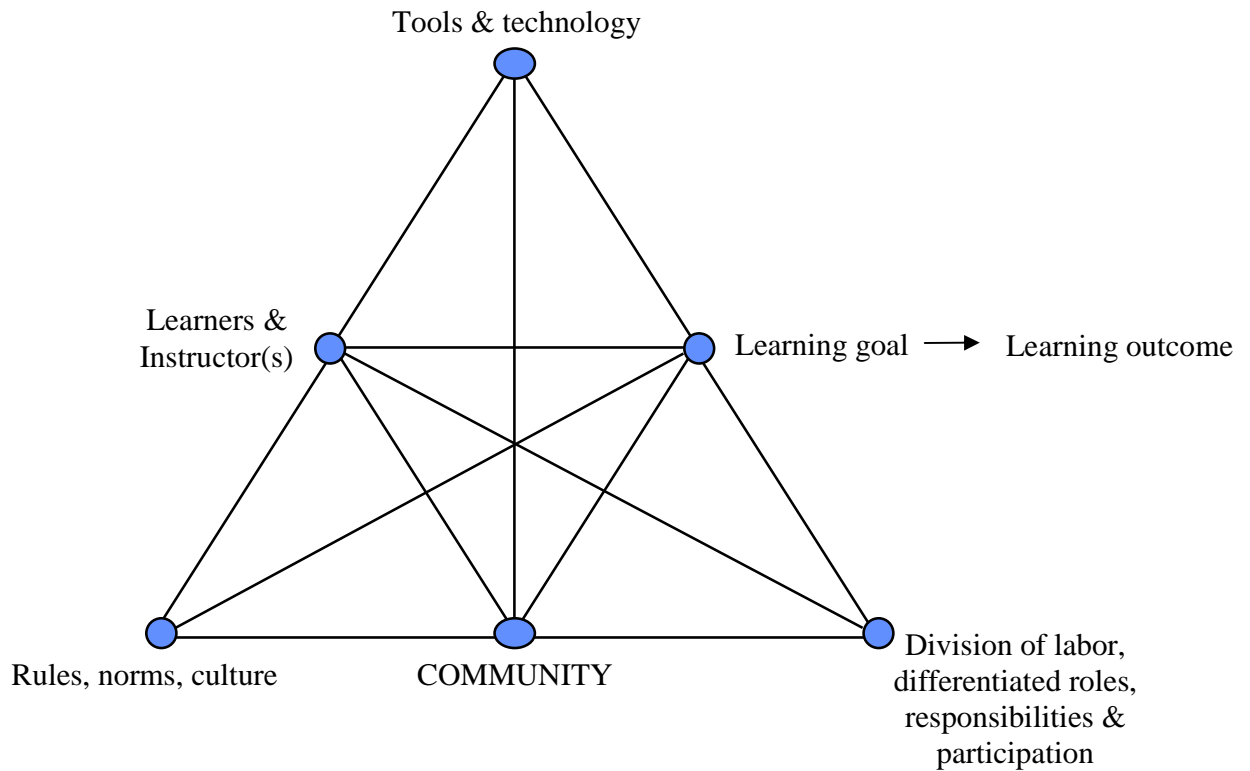 Tools & technology
Learners &
Instructor(s)
Learning goal
Learning outcome
Rules, norms, culture
COMMUNITY
Division of labor,
differentiated roles,
responsibilities &
participation